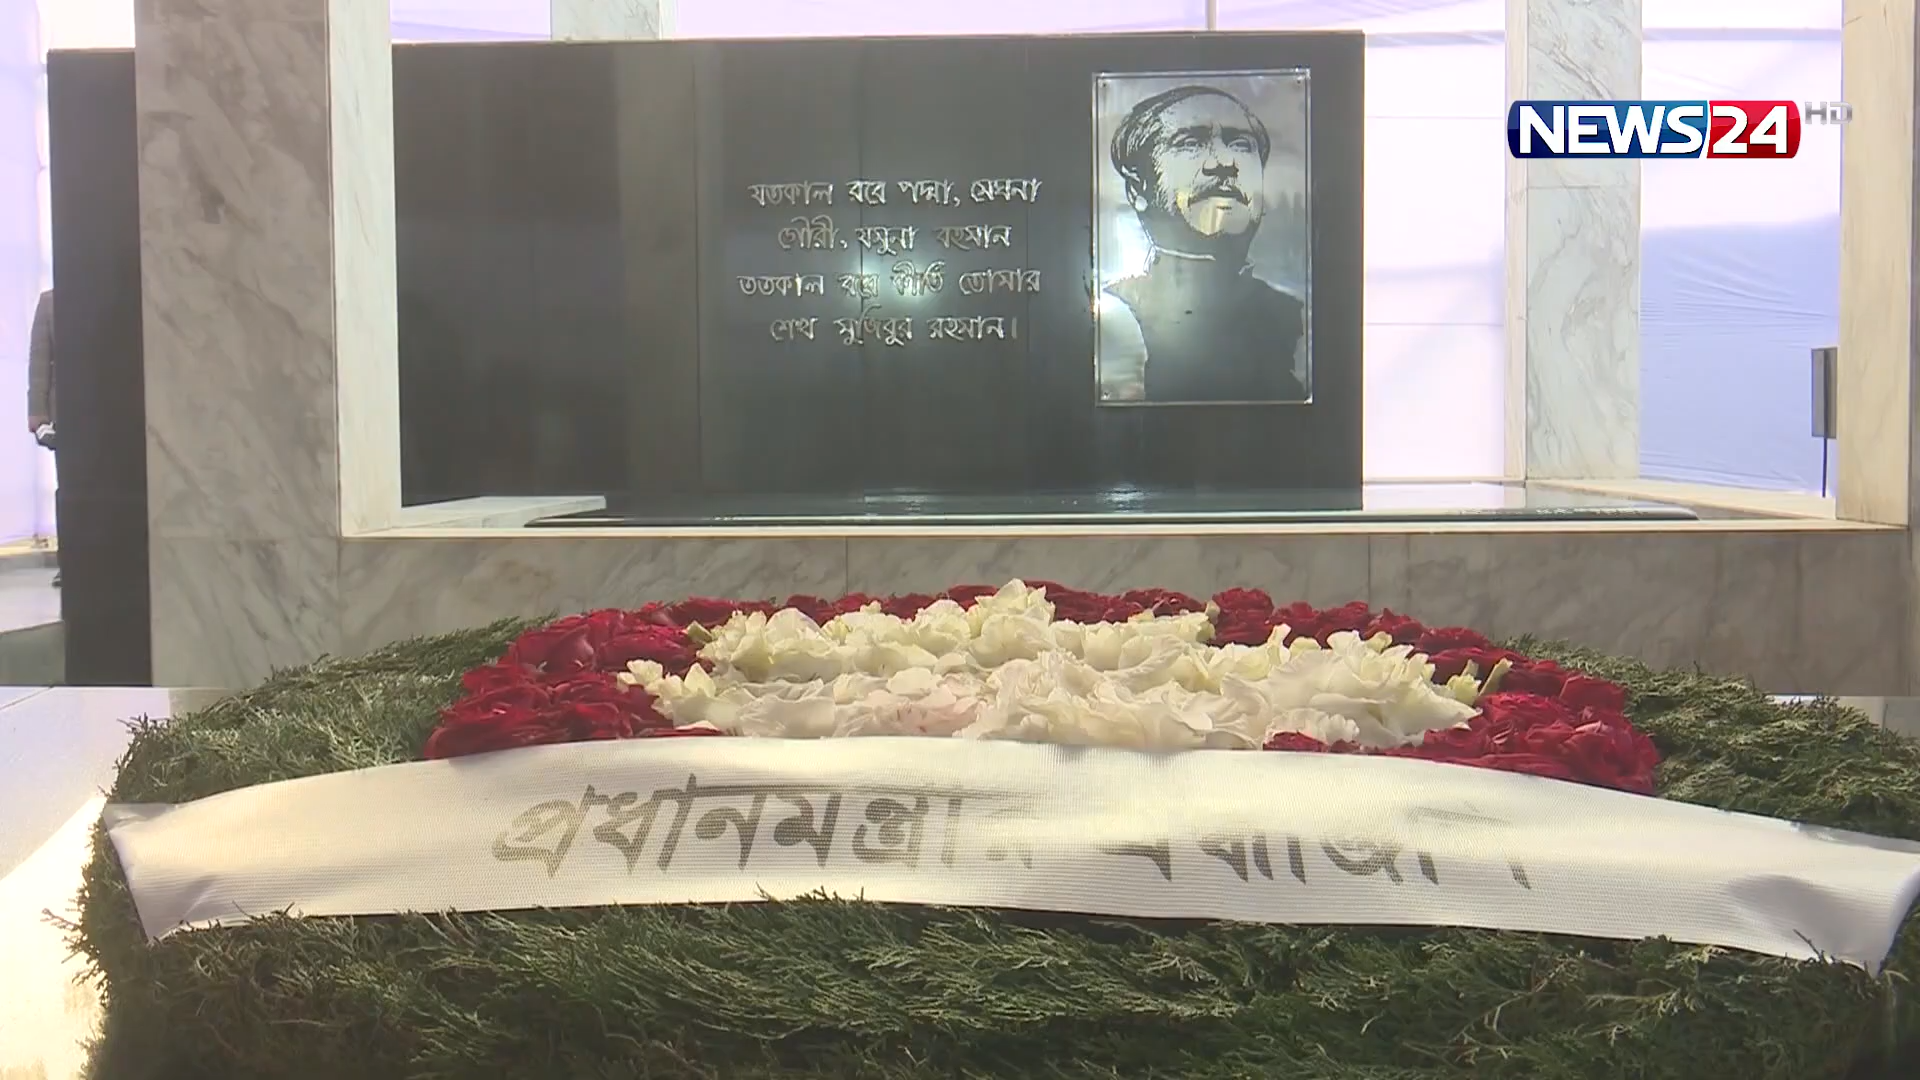 NEWS24 HD
যতকাল রবে পদ্মা, মেঘনা
গৌরী, যমুনা বহমান
ততকাল রবে কীর্তি তোমার
শেখ মুজিবুর রহমান।
প্রধানমন্ত্রীর শ্রদ্ধাঞ্জলি